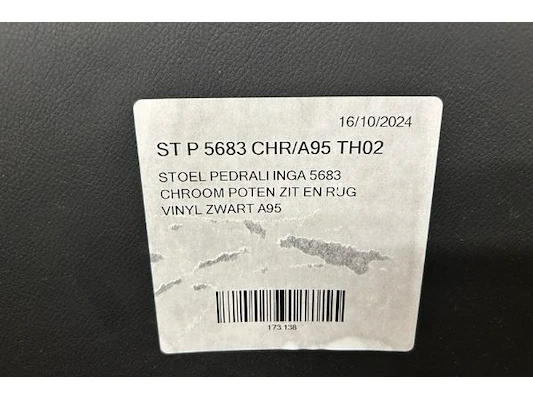 16/10/2024
ST P 5683 CHR/A95 TH02
STOEL PEDRALI INGA 5683
CHROOM POTEN ZIT EN RUG
VINYL ZWART A95
173.138